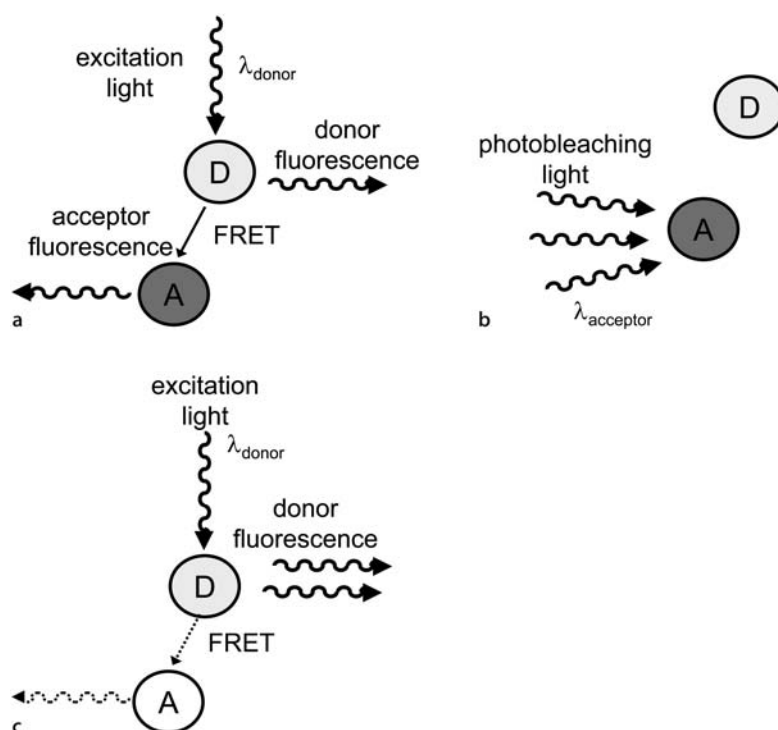 excitation
light
λdonor
D
donor
fluorescence
FRET
acceptor
fluorescence
A
a
D
photobleaching
light
A
λacceptor
b
excitation
light
λdonor
donor
fluorescence
D
FRET
A
c